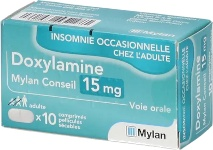 INSOMNIE OCCASIONNELLE
CHEZ L'ADULTE
Doxylamine
Mylan Conseil 15 mg
Voie orale
adulte
x10 comprimés
pelliculés
sécables
Mylan